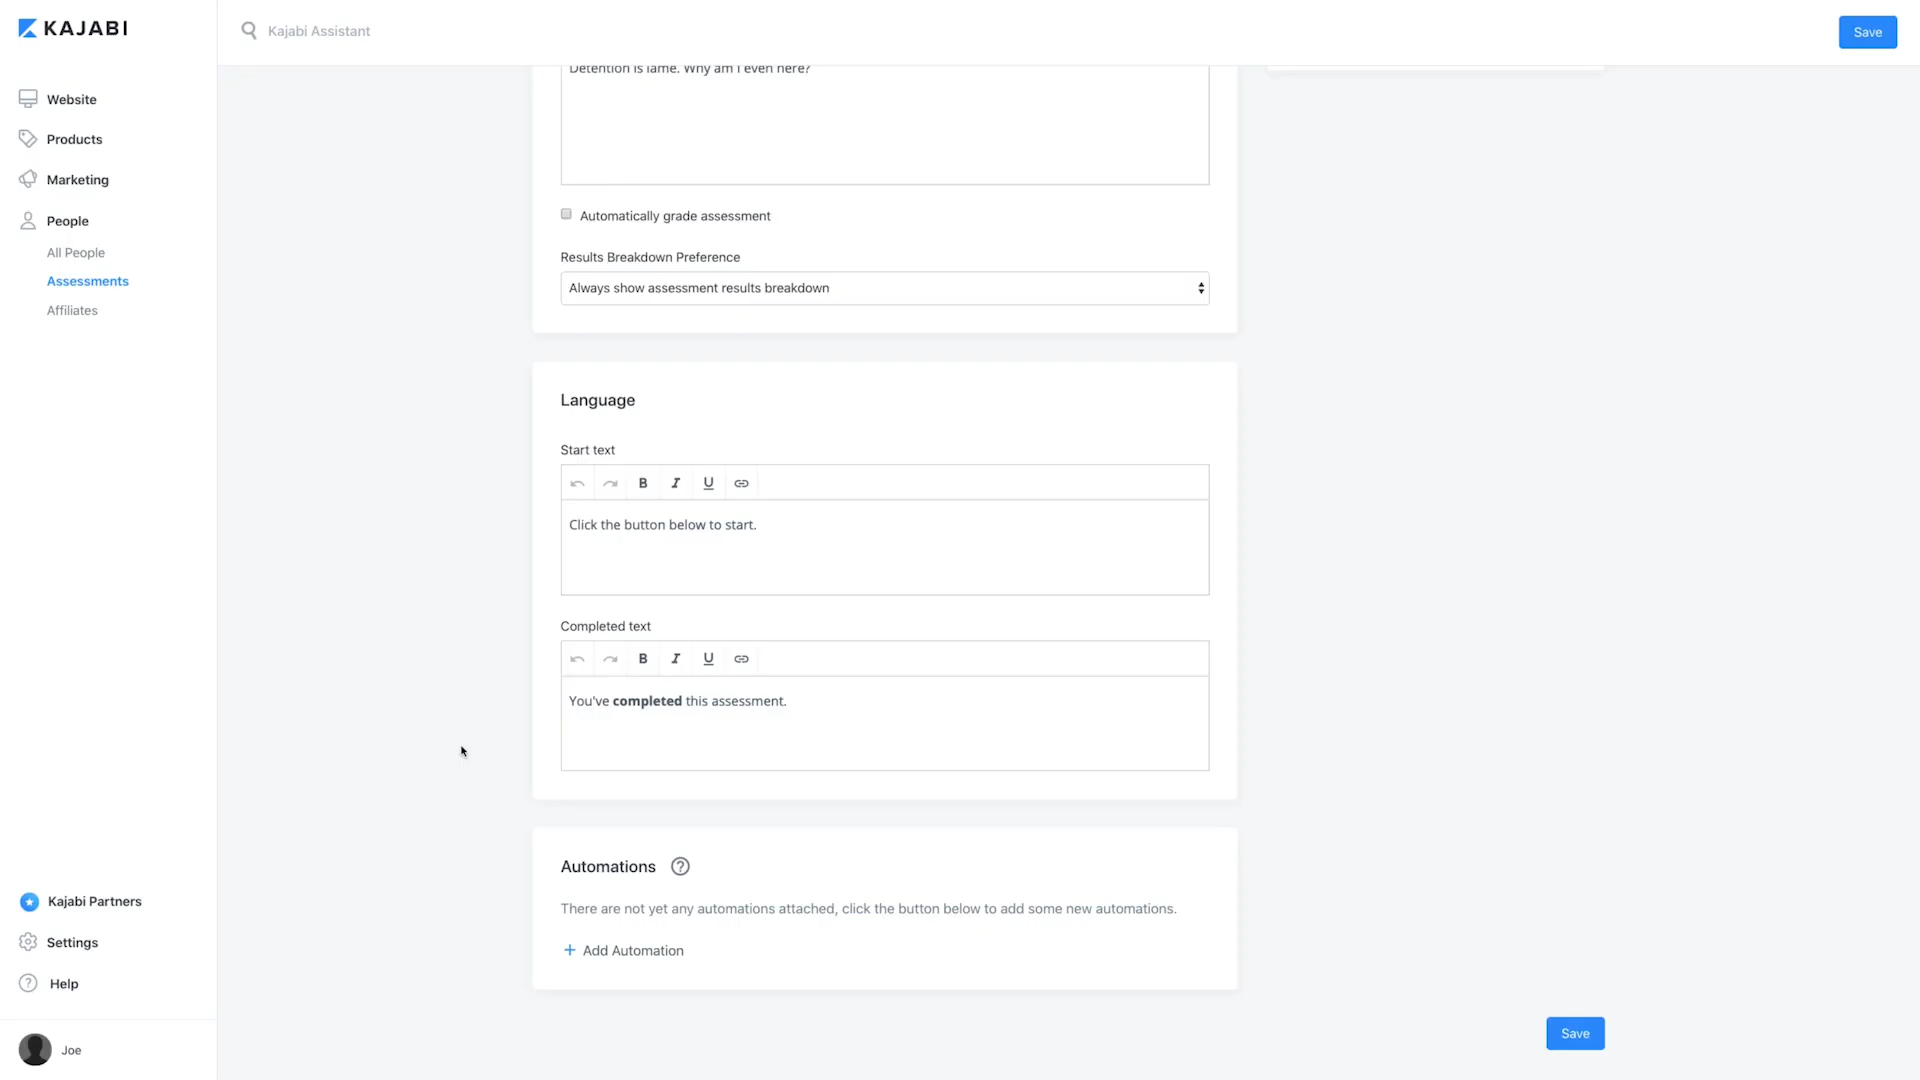 KAJABI
Kajabi Assistant
Save
Website
Products
Marketing
People
All People
Assessments
Affiliates
Detention is lame. Why am I even here?
Automatically grade assessment
Results Breakdown Preference
Always show assessment results breakdown
Language
Start text
B I U
Click the button below to start.
Completed text
B I U
You've completed this assessment.
Automations ?
There are not yet any automations attached, click the button below to add some new automations.
+ Add Automation
Save
Kajabi Partners
Settings
? Help
Joe